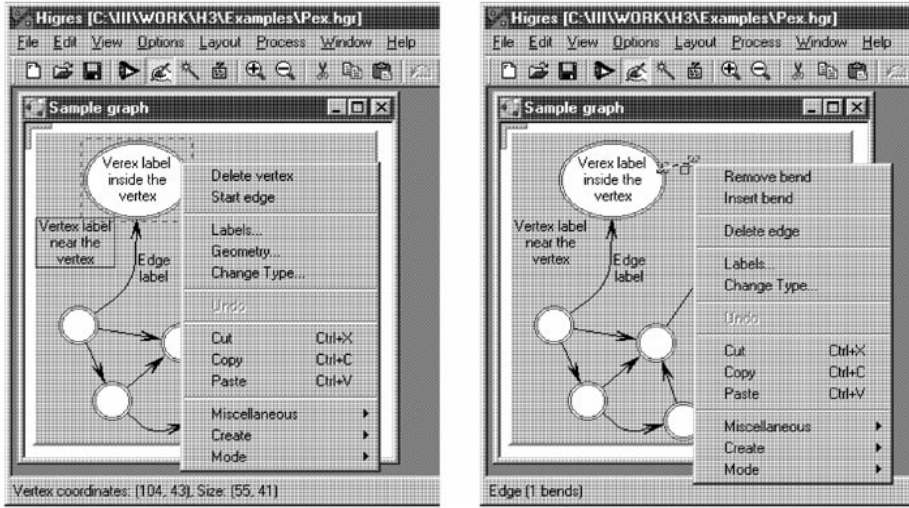 Higres [C:\III\WORK\H3\Examples\Pex.hgr]
File Edit View Options Layout Process Window Help
Sample graph
Verex label
inside the
vertex
Vertex label
near the
vertex
Edge
label
Delete vertex
Start edge
Labels...
Geometry...
Change Type...
Undo
Cut Ctrl+X
Copy Ctrl+C
Paste Ctrl+V
Miscellaneous
Create
Mode
Vertex coordinates: (104, 43), Size: (55, 41)
Higres [C:\III\WORK\H3\Examples\Pex.hgr]
File Edit View Options Layout Process Window Help
Sample graph
Verex label
inside the
vertex
Vertex label
near the
vertex
Edge
label
Remove bend
Insert bend
Delete edge
Labels...
Change Type...
Undo
Cut Ctrl+X
Copy Ctrl+C
Paste Ctrl+V
Miscellaneous
Create
Mode
Edge (1 bends)